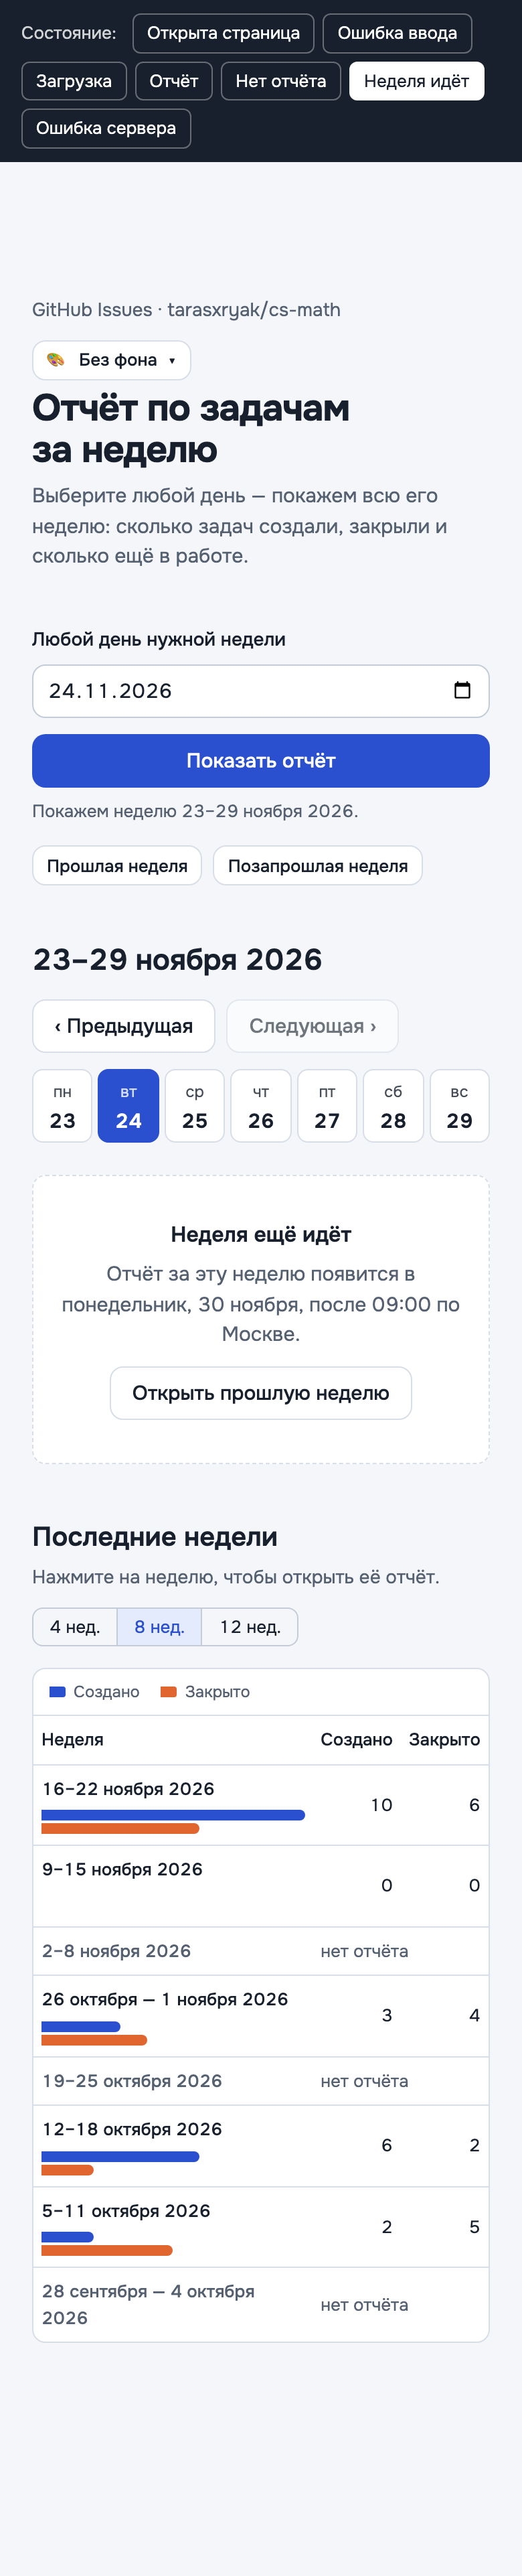 Состояние: Открыта страница Ошибка ввода
Загрузка Отчёт Нет отчёта Неделя идёт
Ошибка сервера
GitHub Issues · tarasxryak/cs-math
Без фона
Отчёт по задачам
за неделю
Выберите любой день — покажем всю его
неделю: сколько задач создали, закрыли и
сколько ещё в работе.
Любой день нужной недели
24.11.2026
Показать отчёт
Покажем неделю 23–29 ноября 2026.
Прошлая неделя Позапрошлая неделя
23–29 ноября 2026
‹ Предыдущая Следующая ›
пн вт ср чт пт сб вс
23 24 25 26 27 28 29
Неделя ещё идёт
Отчёт за эту неделю появится в
понедельник, 30 ноября, после 09:00 по
Москве.
Открыть прошлую неделю
Последние недели
Нажмите на неделю, чтобы открыть её отчёт.
4 нед. 8 нед. 12 нед.
Создано Закрыто
Неделя Создано Закрыто
16–22 ноября 2026 10 6
9–15 ноября 2026 0 0
2–8 ноября 2026 нет отчёта
26 октября — 1 ноября 2026 3 4
19–25 октября 2026 нет отчёта
12–18 октября 2026 6 2
5–11 октября 2026 2 5
28 сентября — 4 октября
2026 нет отчёта